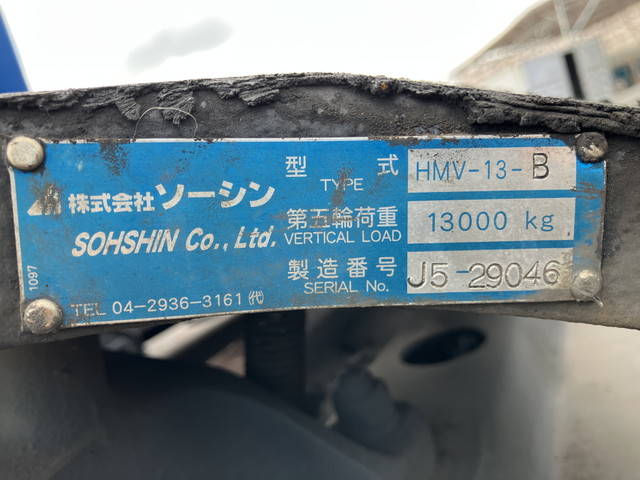 型式 HMV-13-B
TYPE
株式会社ソーシン
第五輪荷重 13000 kg
SOHSHIN Co., Ltd. VERTICAL LOAD
製造番号 J5-29046
SERIAL No.
1097
TEL 04-2936-3161 ㈹